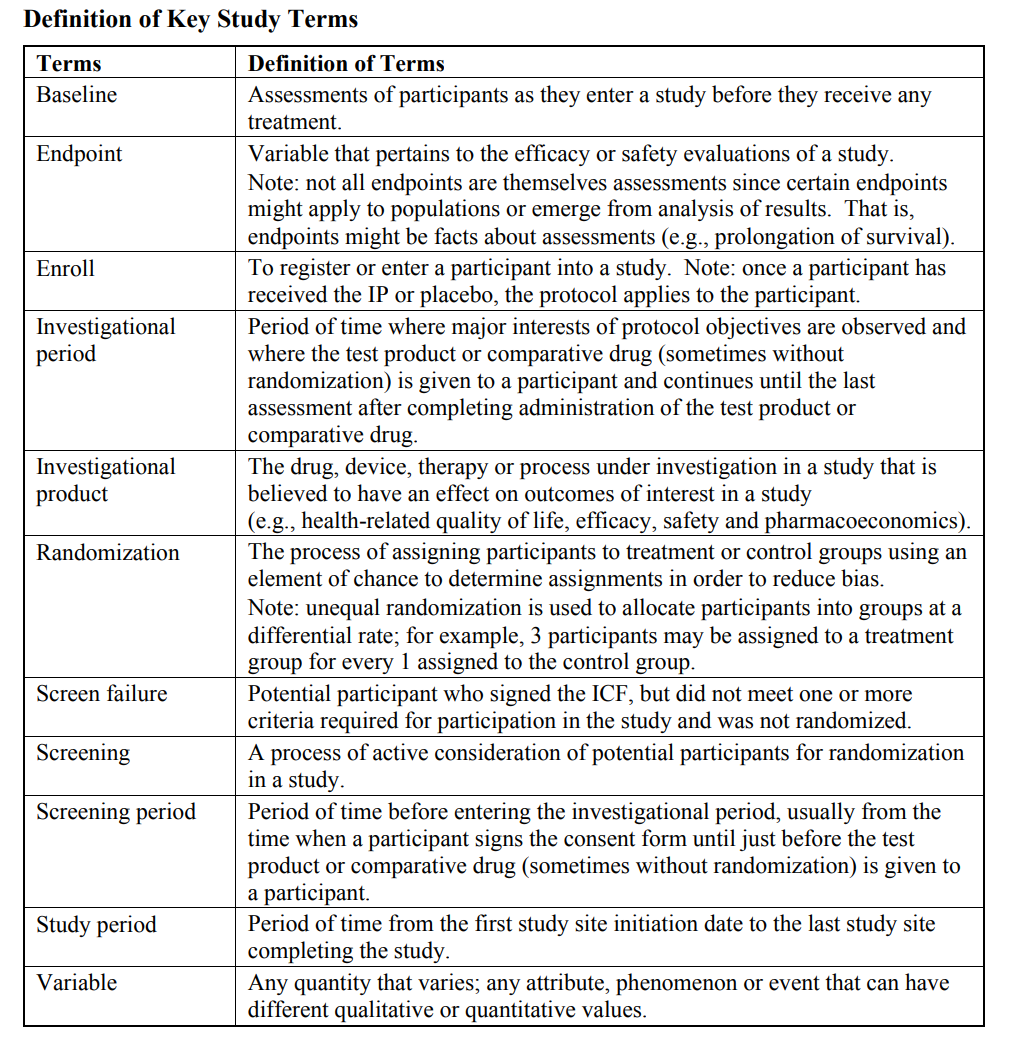 Definition of Key Study Terms
Terms
Definition of Terms
Baseline
Assessments of participants as they enter a study before they receive any
treatment.
Endpoint
Variable that pertains to the efficacy or safety evaluations of a study.
Note: not all endpoints are themselves assessments since certain endpoints
might apply to populations or emerge from analysis of results.  That is,
endpoints might be facts about assessments (e.g., prolongation of survival).
Enroll
To register or enter a participant into a study.  Note: once a participant has
received the IP or placebo, the protocol applies to the participant.
Investigational
period
Period of time where major interests of protocol objectives are observed and
where the test product or comparative drug (sometimes without
randomization) is given to a participant and continues until the last
assessment after completing administration of the test product or
comparative drug.
Investigational
product
The drug, device, therapy or process under investigation in a study that is
believed to have an effect on outcomes of interest in a study
(e.g., health-related quality of life, efficacy, safety and pharmacoeconomics).
Randomization
The process of assigning participants to treatment or control groups using an
element of chance to determine assignments in order to reduce bias.
Note: unequal randomization is used to allocate participants into groups at a
differential rate; for example, 3 participants may be assigned to a treatment
group for every 1 assigned to the control group.
Screen failure
Potential participant who signed the ICF, but did not meet one or more
criteria required for participation in the study and was not randomized.
Screening
A process of active consideration of potential participants for randomization
in a study.
Screening period
Period of time before entering the investigational period, usually from the
time when a participant signs the consent form until just before the test
product or comparative drug (sometimes without randomization) is given to
a participant.
Study period
Period of time from the first study site initiation date to the last study site
completing the study.
Variable
Any quantity that varies; any attribute, phenomenon or event that can have
different qualitative or quantitative values.